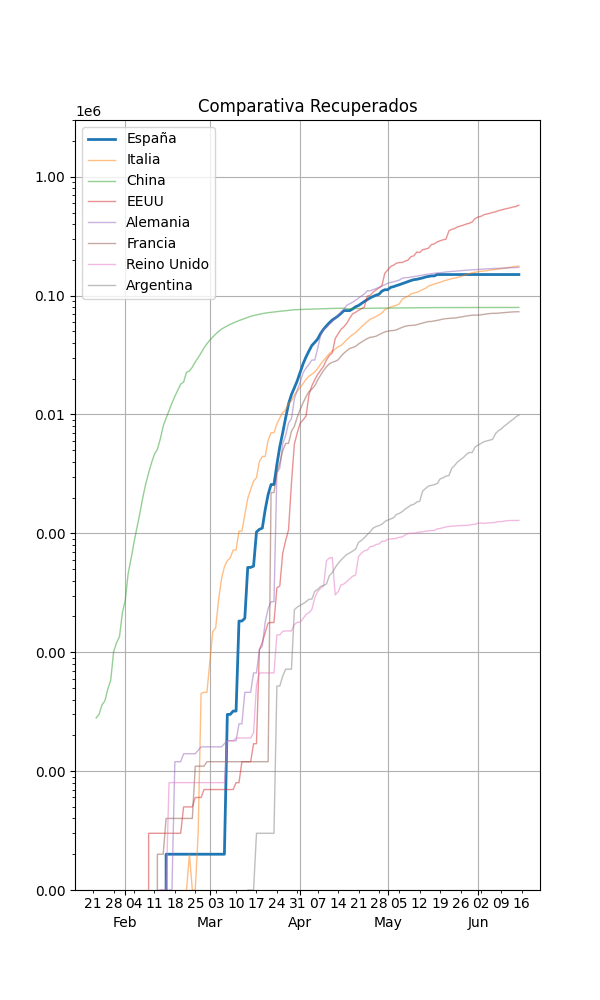 Comparativa Recuperados
1e6
España
Italia
China
EEUU
Alemania
Francia
Reino Unido
Argentina
1.00
0.10
0.01
0.00
0.00
0.00
0.00
21 28 04 11 18 25 03 10 17 24 31 07 14 21 28 05 12 19 26 02 09 16
Feb Mar Apr May Jun